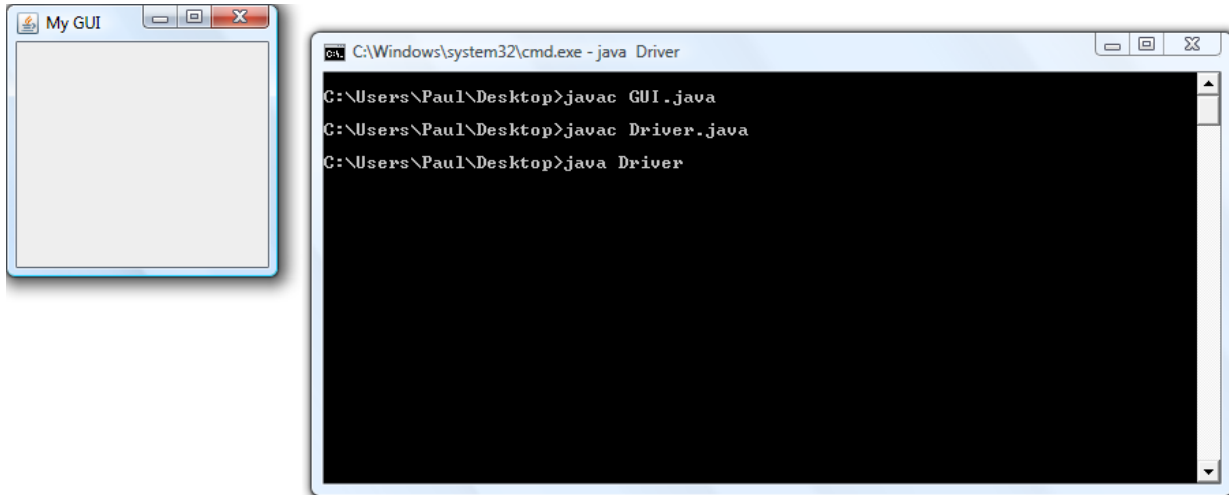 My GUI
C:\Windows\system32\cmd.exe - java  Driver
C:\Users\Paul\Desktop>javac GUI.java
C:\Users\Paul\Desktop>javac Driver.java
C:\Users\Paul\Desktop>java Driver